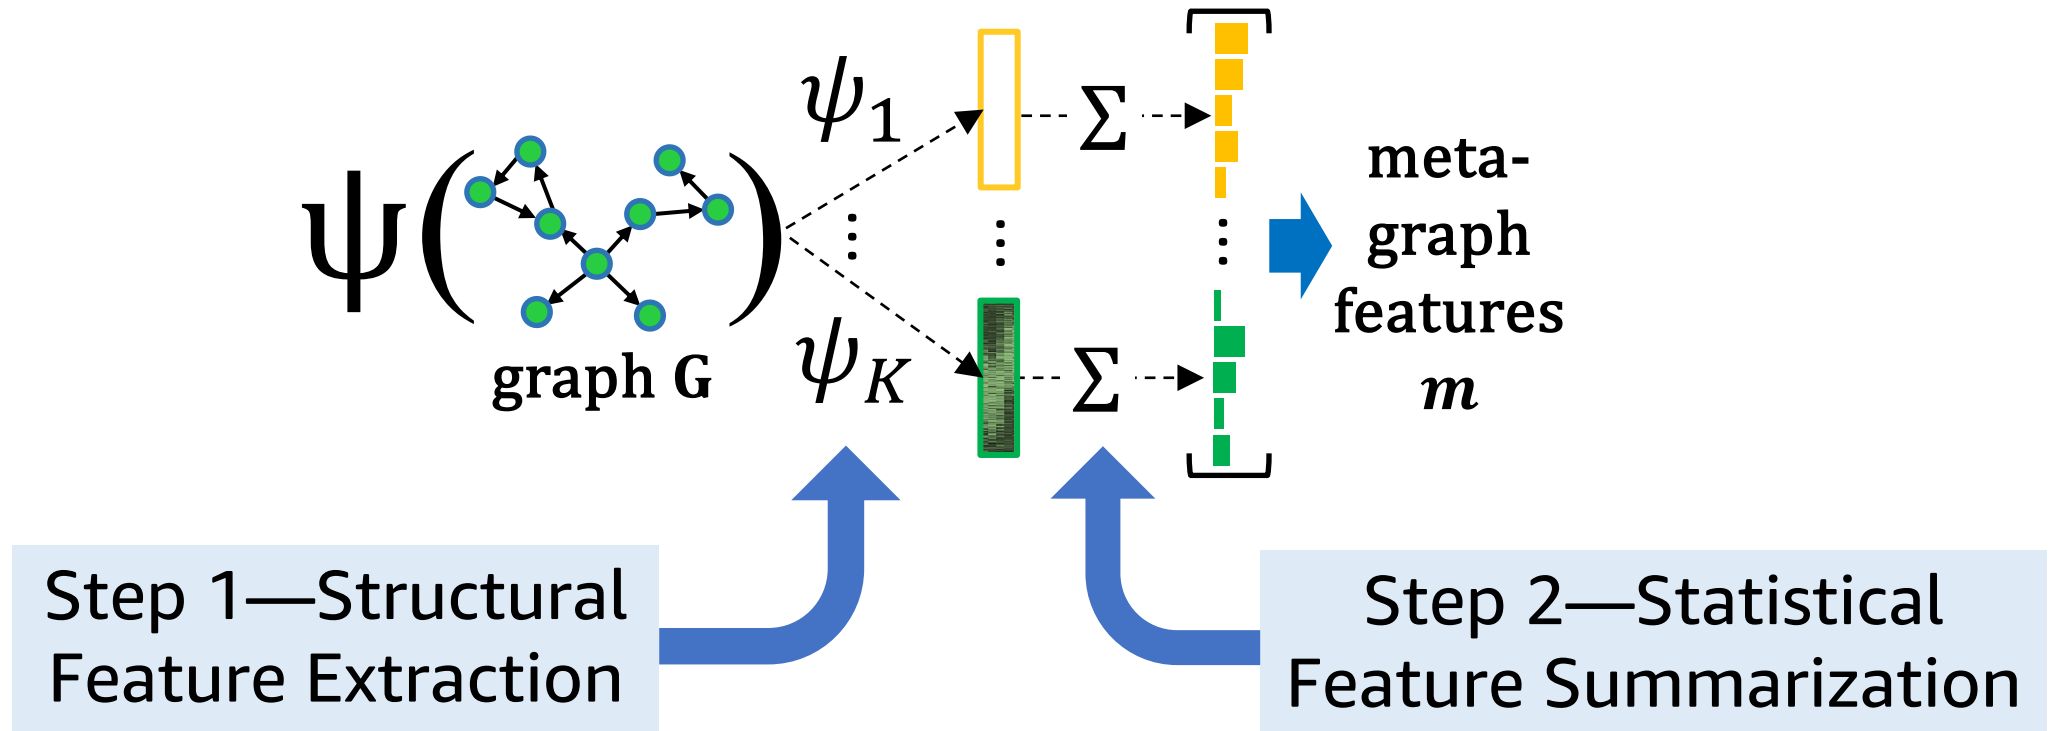 ψ( )
graph G
ψ1
⋮
ψK
⋮
Σ
Σ
⋮
meta-
graph
features
m
Step 1—Structural
Feature Extraction
Step 2—Statistical
Feature Summarization